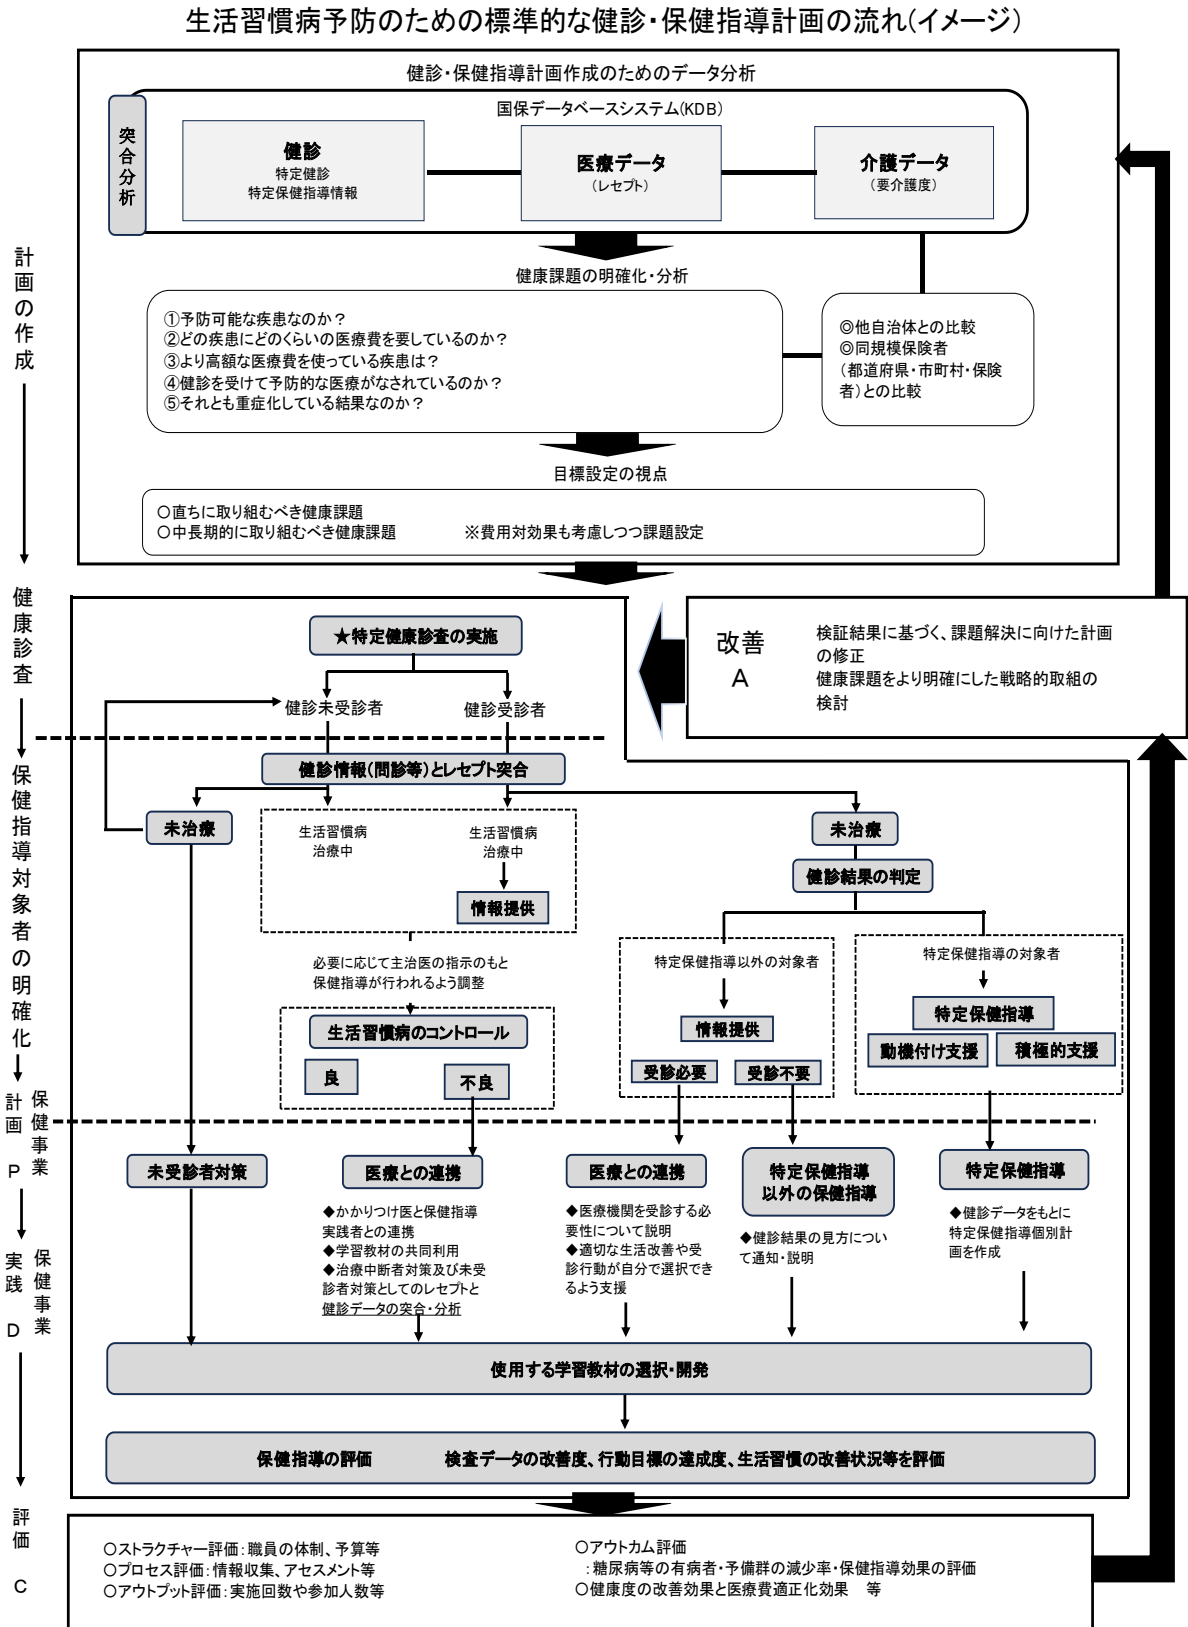 生活習慣病予防のための標準的な健診・保健指導計画の流れ(イメージ)
健診・保健指導計画作成のためのデータ分析
国保データベースシステム(KDB)
突合分析
健診
特定健診
特定保健指導情報
医療データ
(レセプト)
介護データ
(要介護度)
計画の作成
健康課題の明確化・分析
①予防可能な疾患なのか?
②どの疾患にどのくらいの医療費を要しているのか?
③より高額な医療費を使っている疾患は?
④健診を受けて予防的な医療がなされているのか?
⑤それとも重症化している結果なのか?
◎他自治体との比較
◎同規模保険者
(都道府県・市町村・保険
者)との比較
目標設定の視点
○直ちに取り組むべき健康課題
○中長期的に取り組むべき健康課題 ※費用対効果も考慮しつつ課題設定
健康診査
★特定健康診査の実施
改善
A
検証結果に基づく、課題解決に向けた計画
の修正
健康課題をより明確にした戦略的取組の
検討
健診未受診者
健診受診者
保健指導対象者の明確化
健診情報(問診等)とレセプト突合
未治療
生活習慣病
治療中
生活習慣病
治療中
情報提供
未治療
健診結果の判定
必要に応じて主治医の指示のもと
保健指導が行われるよう調整
生活習慣病のコントロール
良
不良
特定保健指導以外の対象者
情報提供
受診必要
受診不要
特定保健指導の対象者
特定保健指導
動機付け支援
積極的支援
保健事業
計画 P
未受診者対策
医療との連携
◆かかりつけ医と保健指導
実践者との連携
◆学習教材の共同利用
◆治療中断者対策及び未受
診者対策としてのレセプトと
健診データの突合・分析
医療との連携
◆医療機関を受診する必
要性について説明
◆適切な生活改善や受
診行動が自分で選択でき
るよう支援
特定保健指導
以外の保健指導
◆健診結果の見方につい
て通知・説明
特定保健指導
◆健診データをもとに
特定保健指導個別計
画を作成
保健事業
実践 D
使用する学習教材の選択・開発
保健指導の評価 検査データの改善度、行動目標の達成度、生活習慣の改善状況等を評価
評価 C
○ストラクチャー評価:職員の体制、予算等
○プロセス評価:情報収集、アセスメント等
○アウトプット評価:実施回数や参加人数等
○アウトカム評価
:糖尿病等の有病者・予備群の減少率・保健指導効果の評価
○健康度の改善効果と医療費適正化効果 等